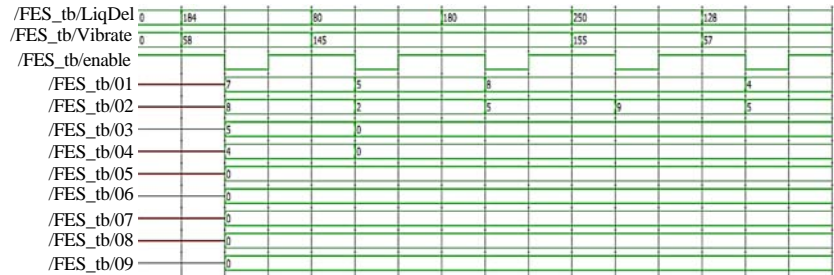 /FES_tb/LiqDel 0 184 80 180 250 128
/FES_tb/Vibrate 0 58 145 155 57
/FES_tb/enable
/FES_tb/01 7 5 8 4
/FES_tb/02 8 2 5 9 5
/FES_tb/03 5 0
/FES_tb/04 4 0
/FES_tb/05 0
/FES_tb/06 0
/FES_tb/07 0
/FES_tb/08 0
/FES_tb/09 0